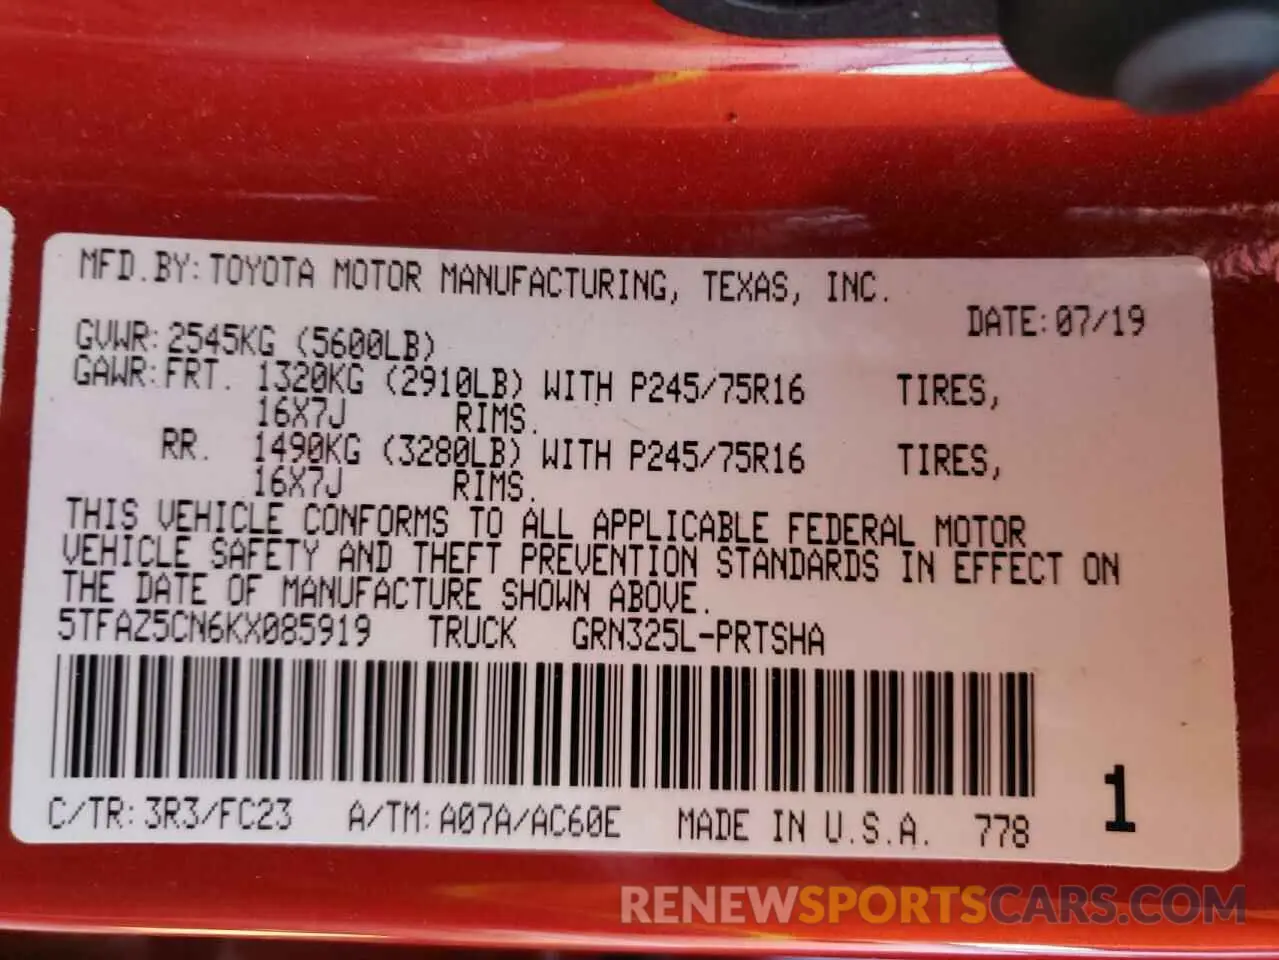 MFD.BY:TOYOTA MOTOR MANUFACTURING, TEXAS, INC.
DATE:07/19
GVWR:2545KG (5600LB)
GAWR:FRT. 1320KG (2910LB) WITH P245/75R16 TIRES,
16X7J RIMS.
RR. 1490KG (3280LB) WITH P245/75R16 TIRES,
16X7J RIMS.
THIS VEHICLE CONFORMS TO ALL APPLICABLE FEDERAL MOTOR
VEHICLE SAFETY AND THEFT PREVENTION STANDARDS IN EFFECT ON
THE DATE OF MANUFACTURE SHOWN ABOVE.
5TFAZ5CN6KX085919 TRUCK GRN325L-PRTSHA
1
C/TR:3R3/FC23 A/TM:A07A/AC60E MADE IN U.S.A. 778
RENEWSPORTSCARS.COM